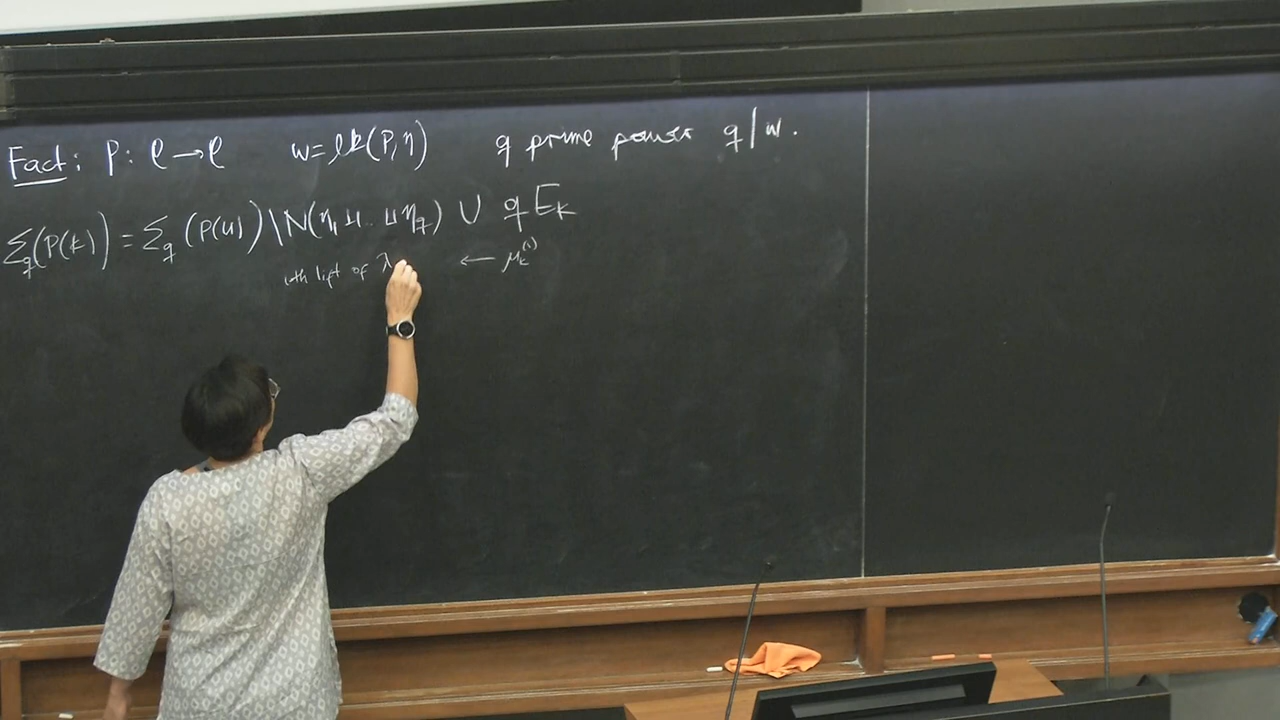 Fact: P: ℓ → ℓ w = lk(P, η) q prime power q/w.
Σ_q(P(K)) = Σ_q(P(U)) \ N(η_1 ⊔ .. ⊔ η_q) ∪ q E_K
ith lift of λ ← μ_K^(i)